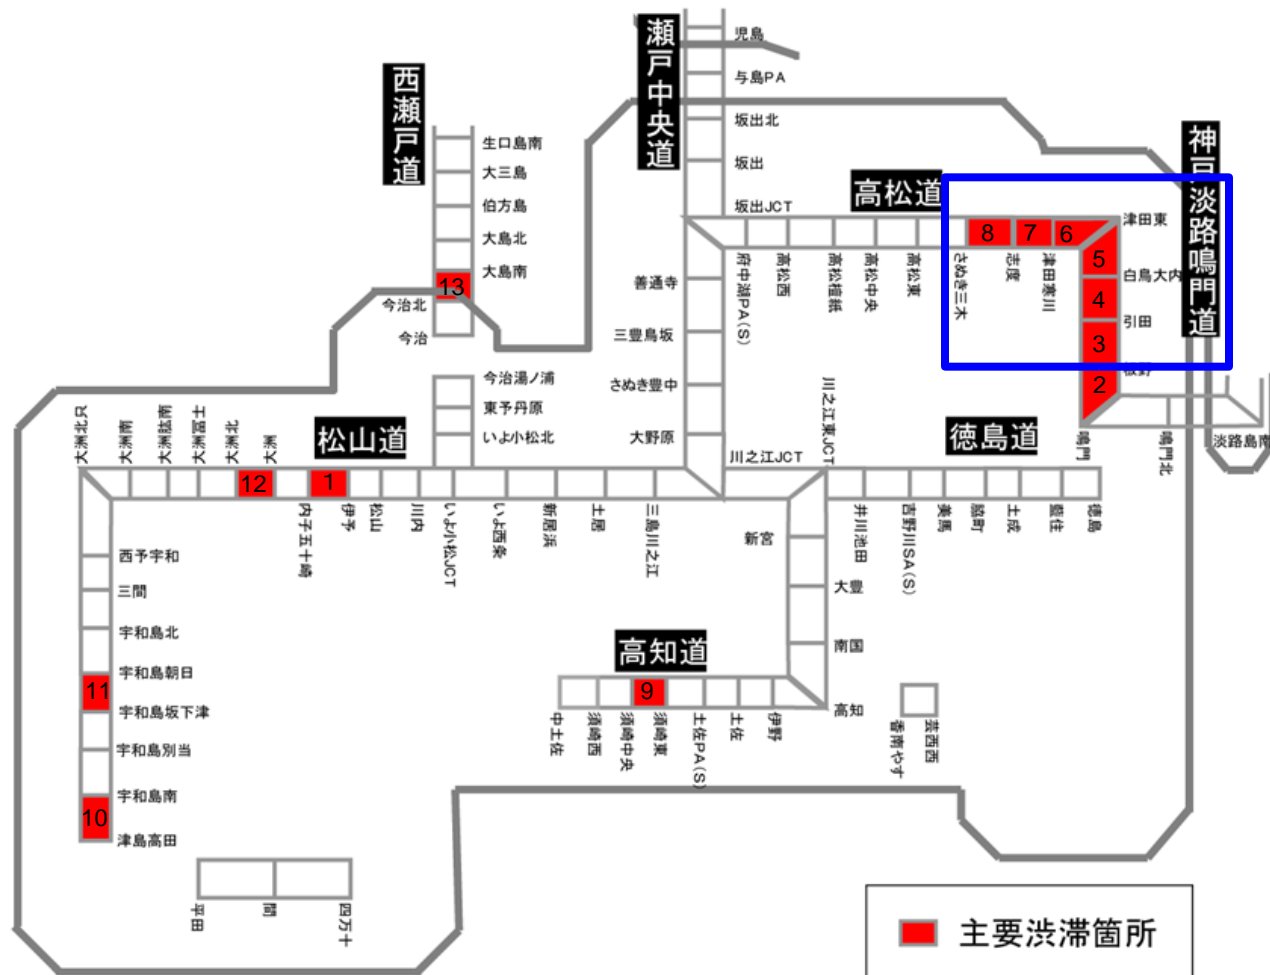 瀬戸中央道
児島
与島PA
坂出北
坂出
坂出JCT
西瀬戸道
生口島南
大三島
伯方島
大島北
大島南
13
今治北
今治
神戸淡路鳴門道
高松道
8
7
6
津田東
5
白鳥大内
4
引田
3
板野
2
府中湖PA(S)
高松西
高松檀紙
高松中央
高松東
さぬき三木
志度
津田寒川
善通寺
三豊鳥坂
さぬき豊中
大野原
川之江JCT
川之江東JCT
鳴門
鳴門北
淡路島南
今治湯ノ浦
東予丹原
いよ小松北
松山道
大洲北只
大洲南
大洲肱南
大洲冨士
大洲北
大洲
12
1
内子五十崎
伊予
松山
川内
いよ小松JCT
いよ西条
新居浜
土居
三島川之江
徳島道
井川池田
吉野川SA(S)
美馬
脇町
土成
藍住
徳島
新宮
大豊
南国
高知
西予宇和
三間
宇和島北
宇和島朝日
11
宇和島坂下津
宇和島別当
宇和島南
10
津島高田
高知道
9
中土佐
須崎西
須崎中央
須崎東
土佐PA(S)
土佐
伊野
香南やす
芸西西
平田
間
四万十
主要渋滞箇所